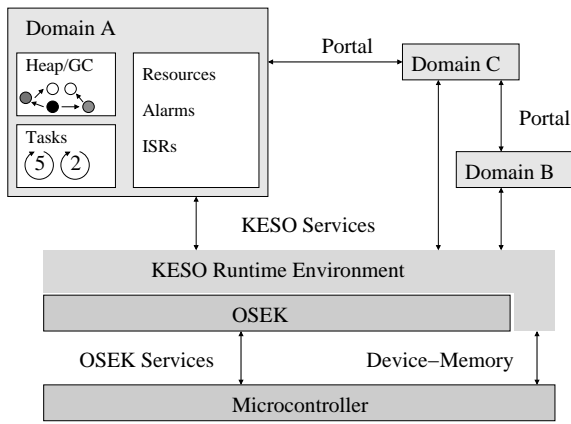 Domain A
Heap/GC
Resources
Alarms
ISRs
Tasks
5 2
Portal
Domain C
Portal
Domain B
KESO Services
KESO Runtime Environment
OSEK
OSEK Services
Device–Memory
Microcontroller